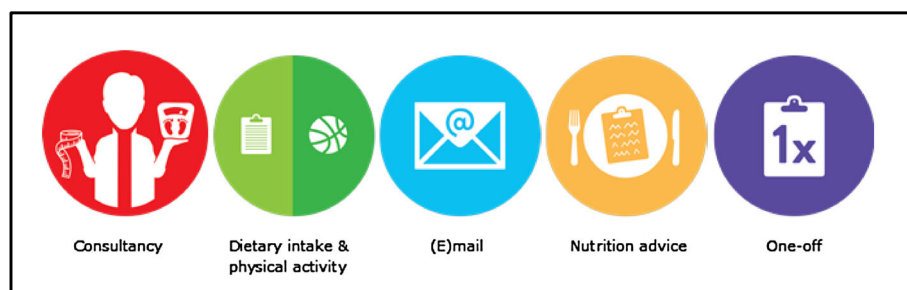 @
1x
Consultancy
Dietary intake &
physical activity
(E)mail
Nutrition advice
One-off